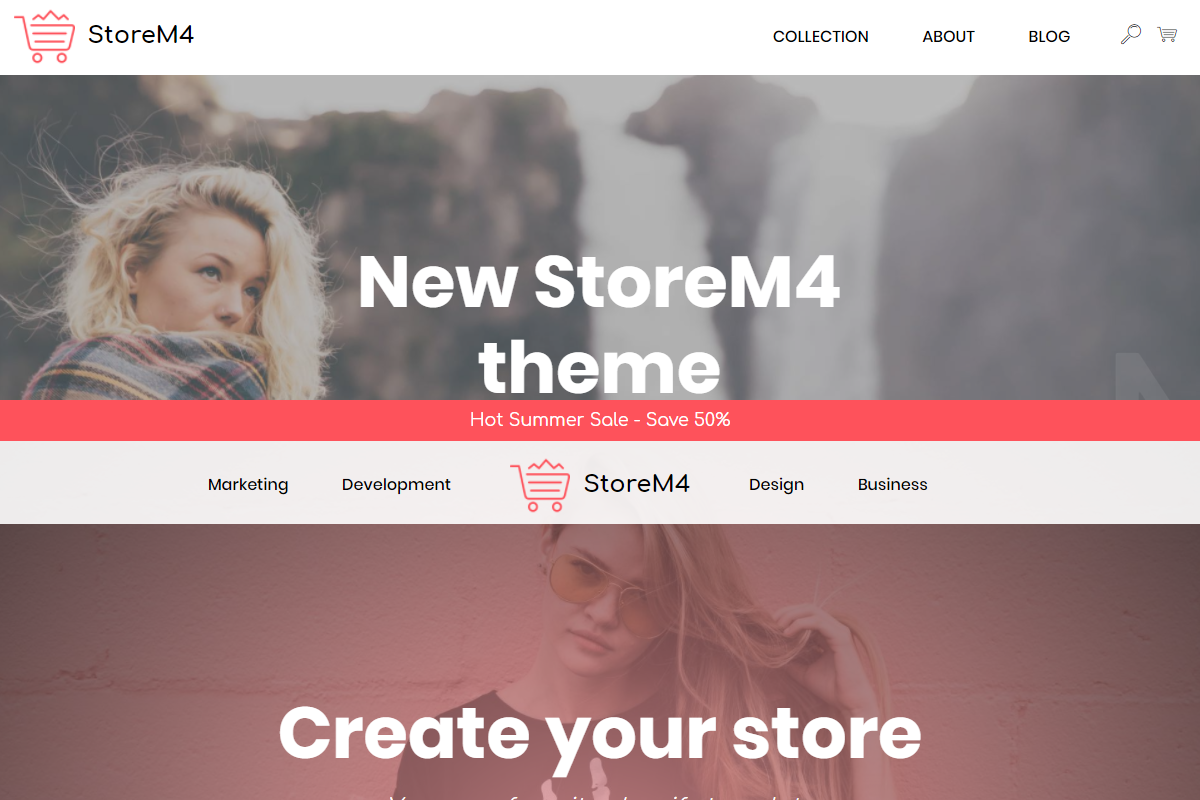 StoreM4
COLLECTION ABOUT BLOG
New StoreM4
theme
Hot Summer Sale - Save 50%
Marketing Development StoreM4 Design Business
Create your store